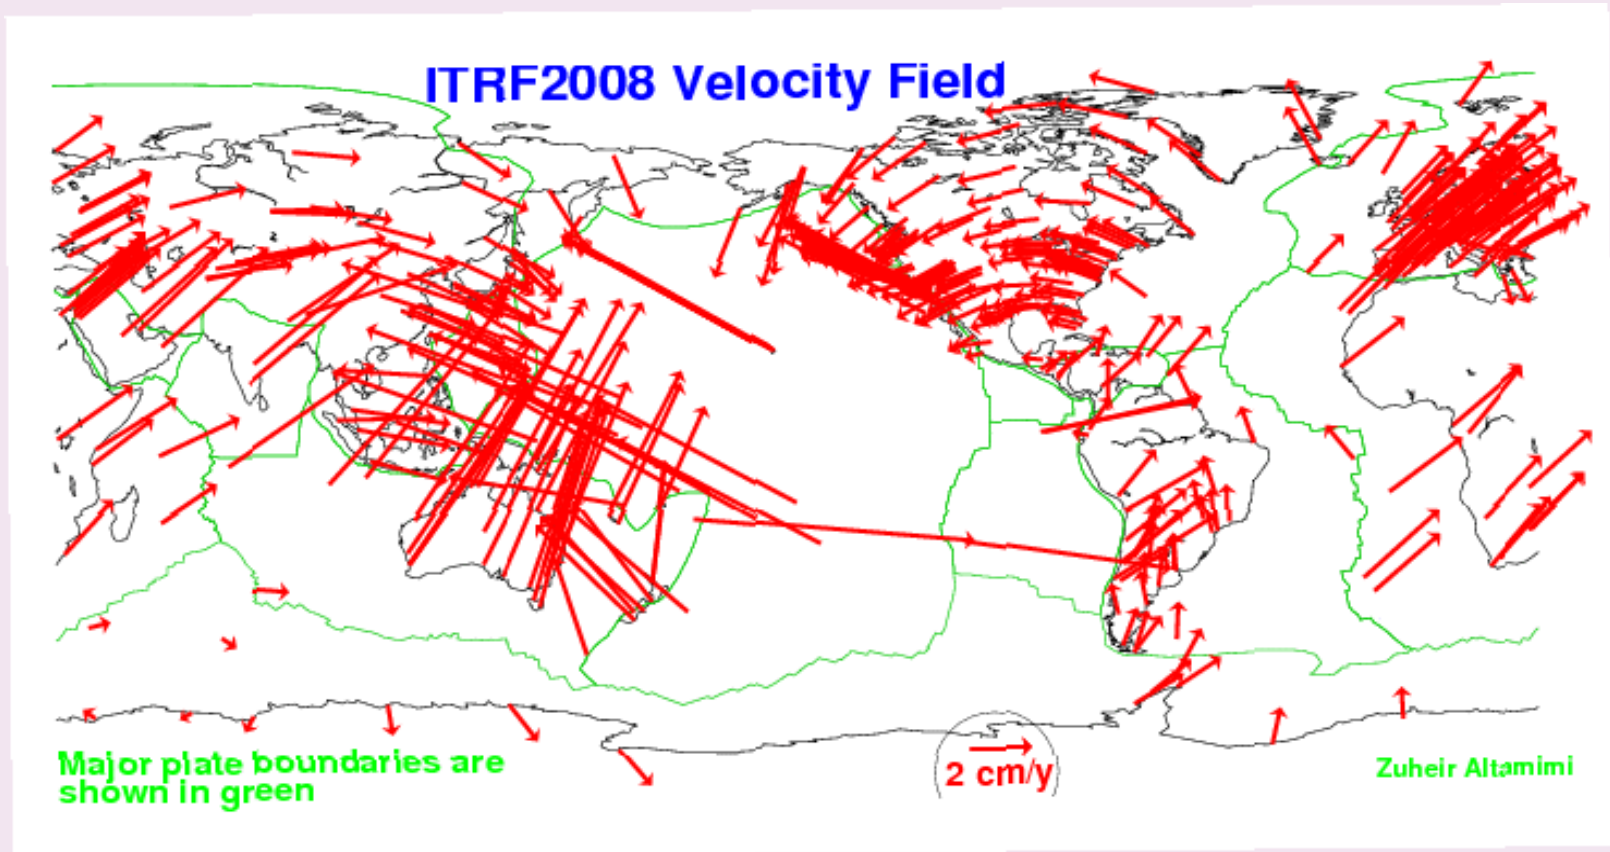 ITRF2008 Velocity Field
Major plate boundaries are
shown in green
2 cm/y
Zuheir Altamimi